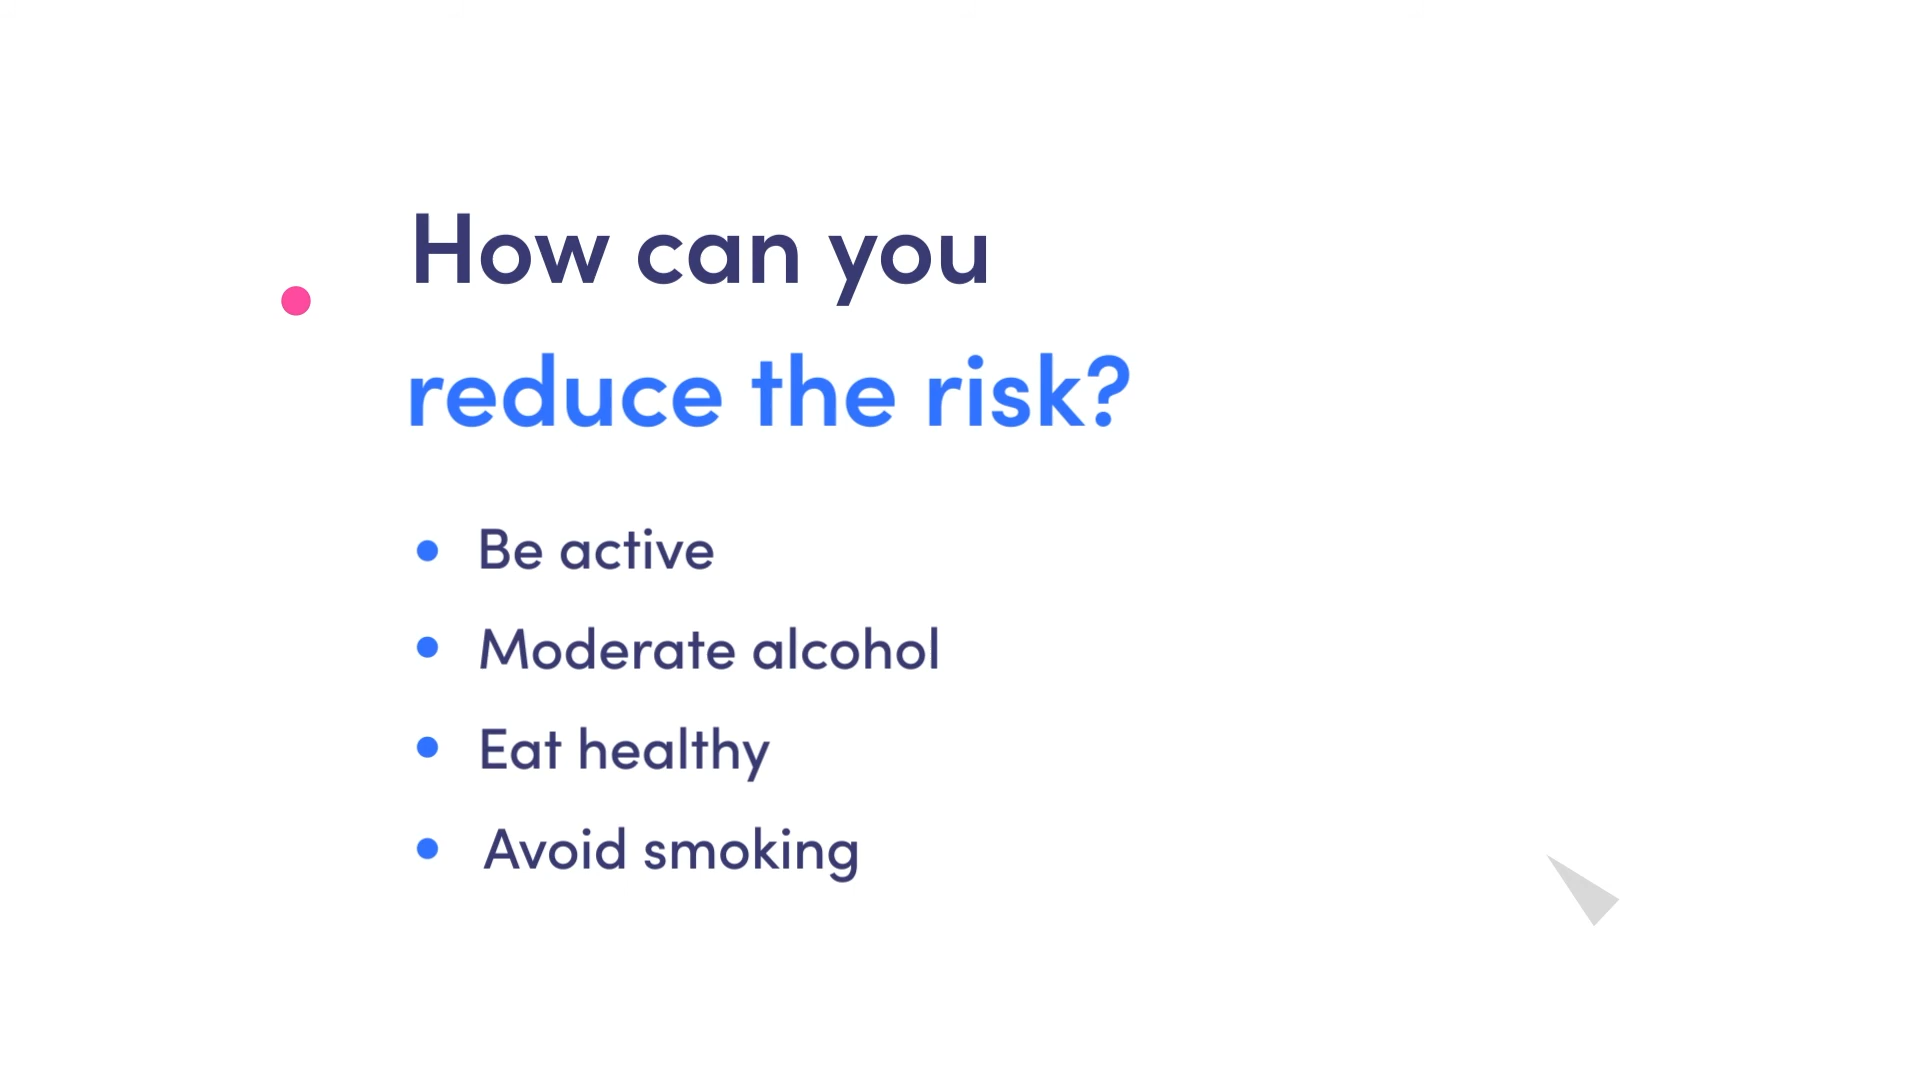 How can you
reduce the risk?
Be active
Moderate alcohol
Eat healthy
Avoid smoking